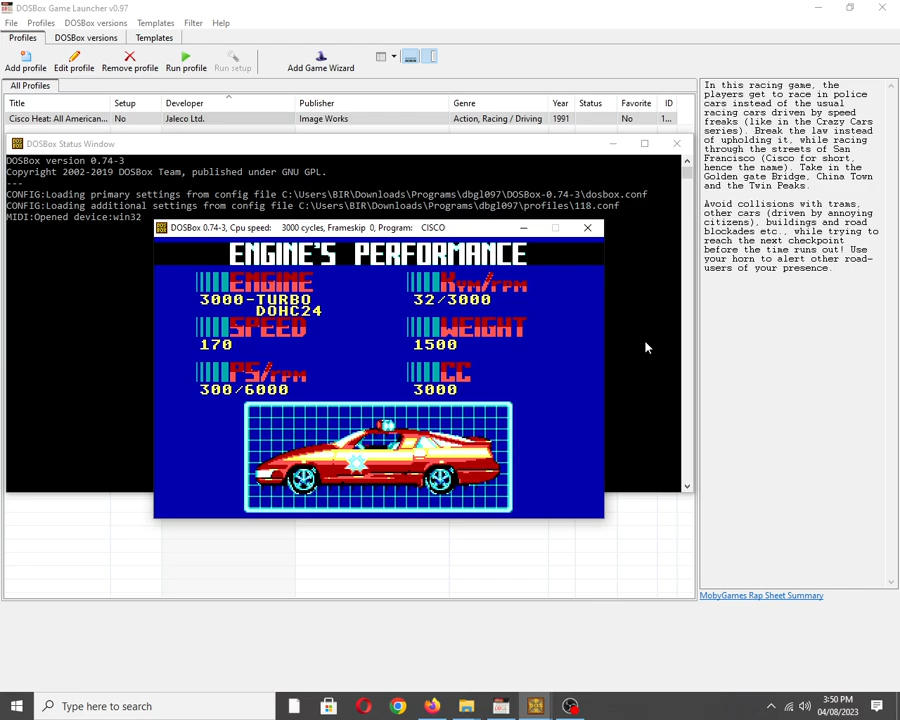 DOSBox Game Launcher v0.97
File Profiles DOSBox versions Templates Filter Help
Profiles DOSBox versions Templates
Add profile Edit profile Remove profile Run profile Run setup Add Game Wizard
All Profiles
Title Setup Developer Publisher Genre Year Status Favorite ID
Cisco Heat: All American... No Jaleco Ltd. Image Works Action, Racing / Driving 1991 No 1...
DOSBox Status Window
DOSBox version 0.74-3
Copyright 2002-2019 DOSBox Team, published under GNU GPL.
---
CONFIG:Loading primary settings from config file C:\Users\BIR\Downloads\Programs\dbgl097\DOSBox-0.74-3\dosbox.conf
CONFIG:Loading additional settings from config file C:\Users\BIR\Downloads\Programs\dbgl097\profiles\118.conf
MIDI:Opened device:win32
DOSBox 0.74-3, Cpu speed: 3000 cycles, Frameskip 0, Program: CISCO
ENGINE'S PERFORMANCE
ENGINE
3000-TURBO
DOHC24
KVM/RPM
32/3000
SPEED
170
WEIGHT
1500
PS/RPM
300/6000
CC
3000
In this racing game, the
players get to race in police
cars instead of the usual
racing cars driven by speed
freaks (like in the Crazy Cars
series). Break the law instead
of upholding it, while racing
through the streets of San
Francisco (Cisco for short,
hence the name). Take in the
Golden gate Bridge, China Town
and the Twin Peaks.
Avoid collisions with trams,
other cars (driven by annoying
citizens), buildings and road
blockades etc., while trying to
reach the next checkpoint
before the time runs out! Use
your horn to alert other road-
users of your presence.
MobyGames Rap Sheet Summary
Type here to search
3:50 PM
04/08/2023